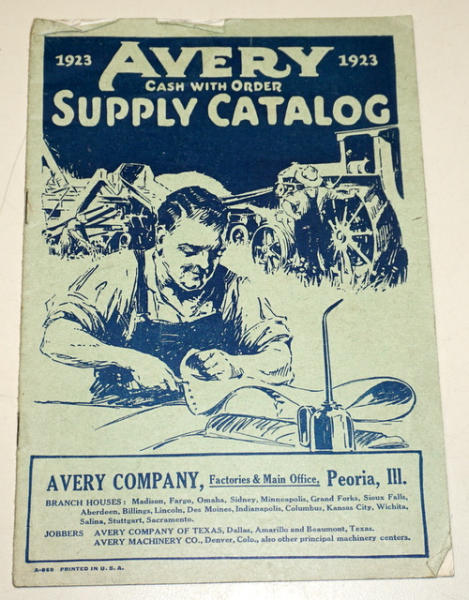 1923 AVERY 1923
CASH WITH ORDER
SUPPLY CATALOG
AVERY COMPANY, Factories & Main Office, Peoria, Ill.
BRANCH HOUSES: Madison, Fargo, Omaha, Sidney, Minneapolis, Grand Forks, Sioux Falls,
Aberdeen, Billings, Lincoln, Des Moines, Indianapolis, Columbus, Kansas City, Wichita,
Salina, Stuttgart, Sacramento.
JOBBERS AVERY COMPANY OF TEXAS, Dallas, Amarillo and Beaumont, Texas.
AVERY MACHINERY CO., Denver, Colo., also other principal machinery centers.
PRINTED IN U. S. A.